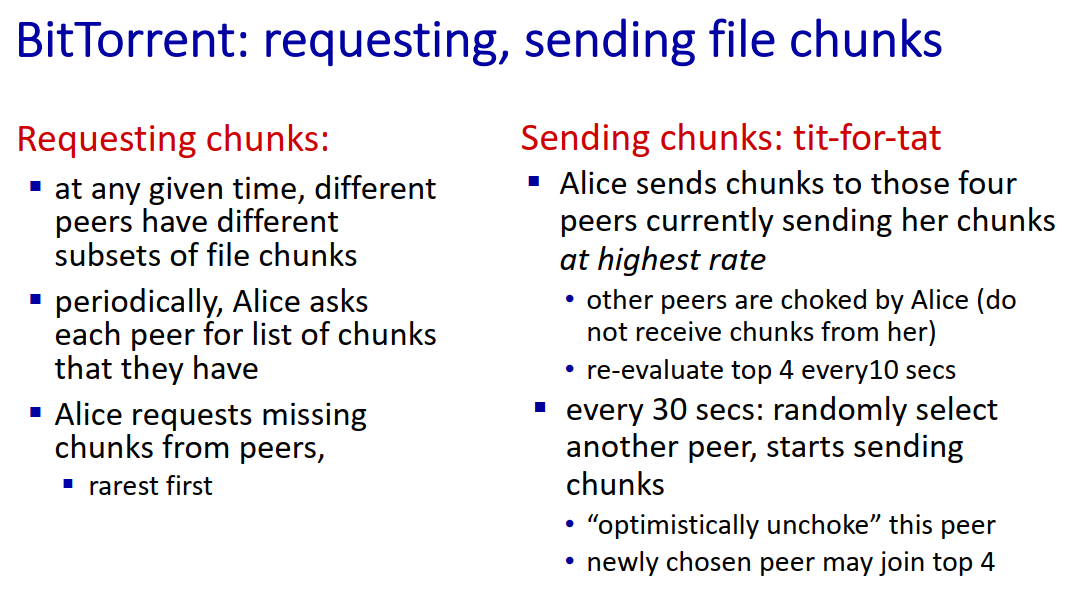 BitTorrent: requesting, sending file chunks
Requesting chunks:
▪ at any given time, different
peers have different
subsets of file chunks
▪ periodically, Alice asks
each peer for list of chunks
that they have
▪ Alice requests missing
chunks from peers,
▪ rarest first
Sending chunks: tit-for-tat
▪ Alice sends chunks to those four
peers currently sending her chunks
at highest rate
• other peers are choked by Alice (do
not receive chunks from her)
• re-evaluate top 4 every10 secs
▪ every 30 secs: randomly select
another peer, starts sending
chunks
• “optimistically unchoke” this peer
• newly chosen peer may join top 4